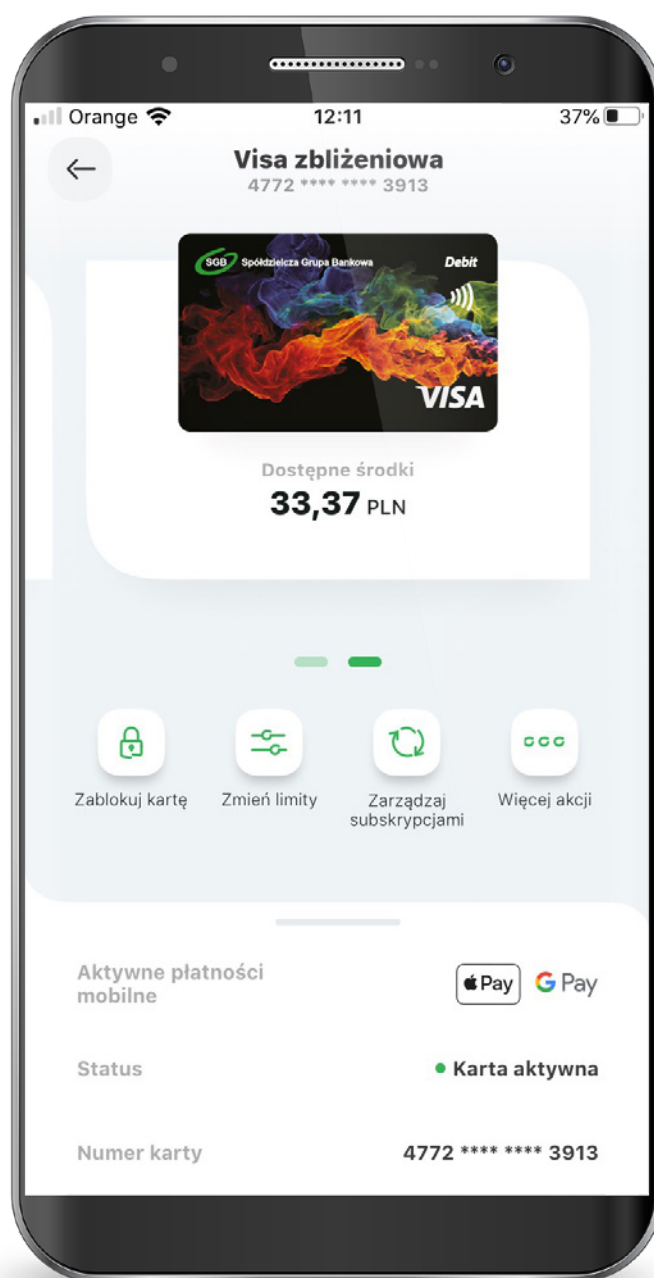 Orange 12:11 37%
Visa zbliżeniowa
4772 **** **** 3913
SGB Spółdzielcza Grupa Bankowa Debit
VISA
Dostępne środki
33,37 PLN
Zablokuj kartę Zmień limity Zarządzaj subskrypcjami Więcej akcji
Aktywne płatności
mobilne
Pay G Pay
Status Karta aktywna
Numer karty 4772 **** **** 3913